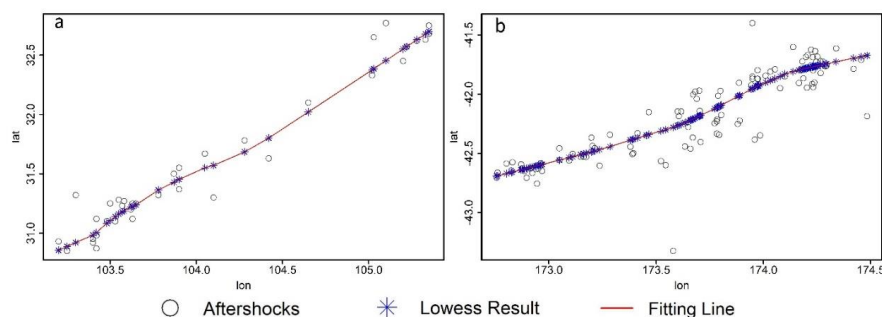 a
b
32.5
32.0
31.5
31.0
lat
103.5
104.0
104.5
105.0
lon
-41.5
-42.0
-42.5
-43.0
lat
173.0
173.5
174.0
174.5
lon
Aftershocks
Lowess Result
Fitting Line